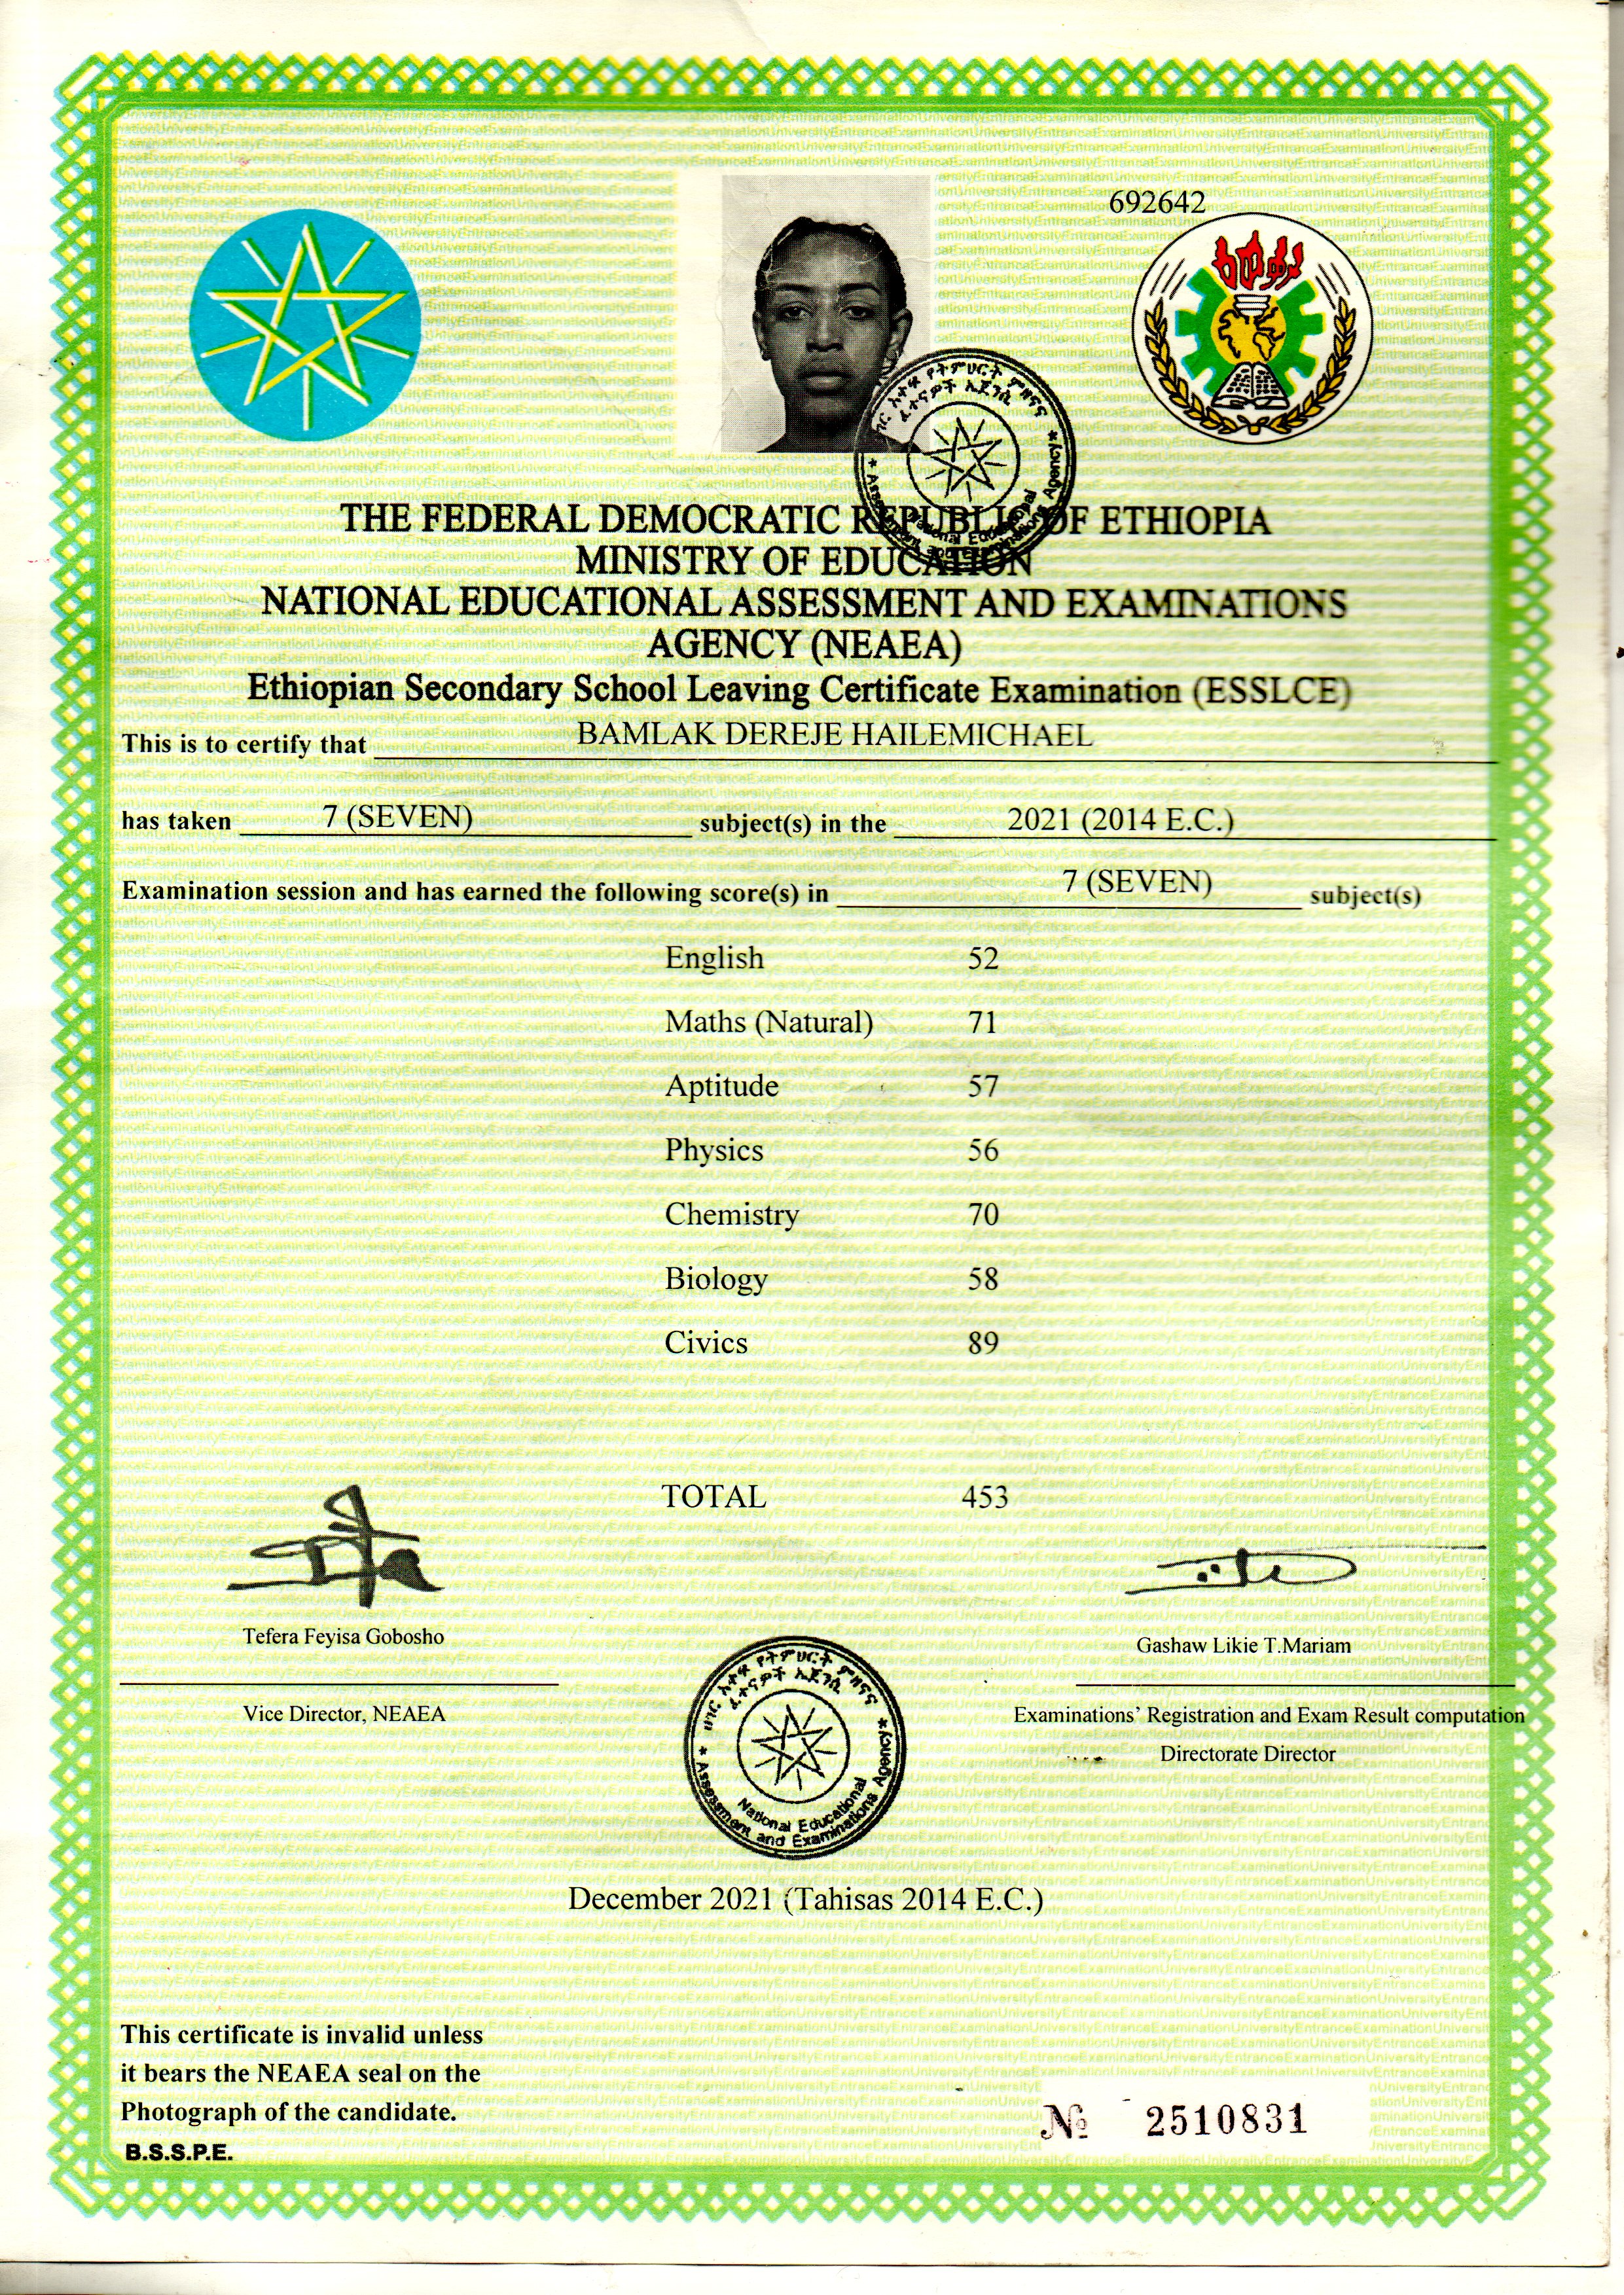 692642
ሀገር አቀፍ የትምህርት ምዘናና
ፈተናዎች ኤጀንሲ
National Educational
Assessment and Examinations Agency
THE FEDERAL DEMOCRATIC REPUBLIC OF ETHIOPIA
MINISTRY OF EDUCATION
NATIONAL EDUCATIONAL ASSESSMENT AND EXAMINATIONS
AGENCY (NEAEA)
Ethiopian Secondary School Leaving Certificate Examination (ESSLCE)
This is to certify that BAMLAK DEREJE HAILEMICHAEL
has taken 7 (SEVEN) subject(s) in the 2021 (2014 E.C.)
Examination session and has earned the following score(s) in 7 (SEVEN) subject(s)
English 52
Maths (Natural) 71
Aptitude 57
Physics 56
Chemistry 70
Biology 58
Civics 89
TOTAL 453
Tefera Feyisa Gobosho
Vice Director, NEAEA
Gashaw Likie T.Mariam
Examinations' Registration and Exam Result computation
Directorate Director
ሀገር አቀፍ የትምህርት ምዘናና
ፈተናዎች ኤጀንሲ
National Educational
Assessment and Examinations Agency
December 2021 (Tahisas 2014 E.C.)
This certificate is invalid unless
it bears the NEAEA seal on the
Photograph of the candidate.
B.S.S.P.E.
№ 2510831